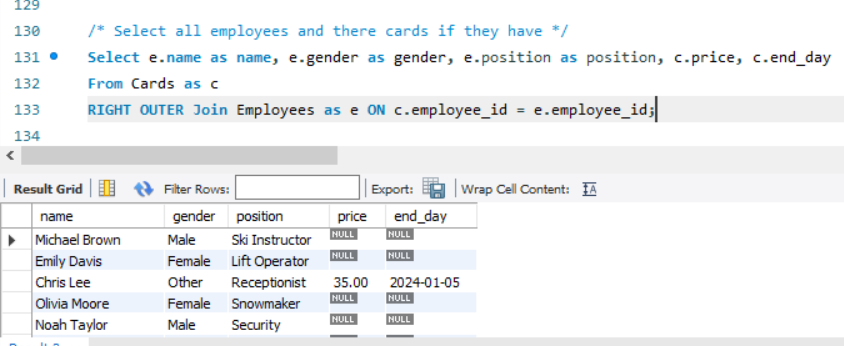 129
130 /* Select all employees and there cards if they have */
131 Select e.name as name, e.gender as gender, e.position as position, c.price, c.end_day
132 From Cards as c
133 RIGHT OUTER Join Employees as e ON c.employee_id = e.employee_id;
134
Result Grid Filter Rows: Export: Wrap Cell Content: IA
name gender position price end_day
Michael Brown Male Ski Instructor NULL NULL
Emily Davis Female Lift Operator NULL NULL
Chris Lee Other Receptionist 35.00 2024-01-05
Olivia Moore Female Snowmaker NULL NULL
Noah Taylor Male Security NULL NULL